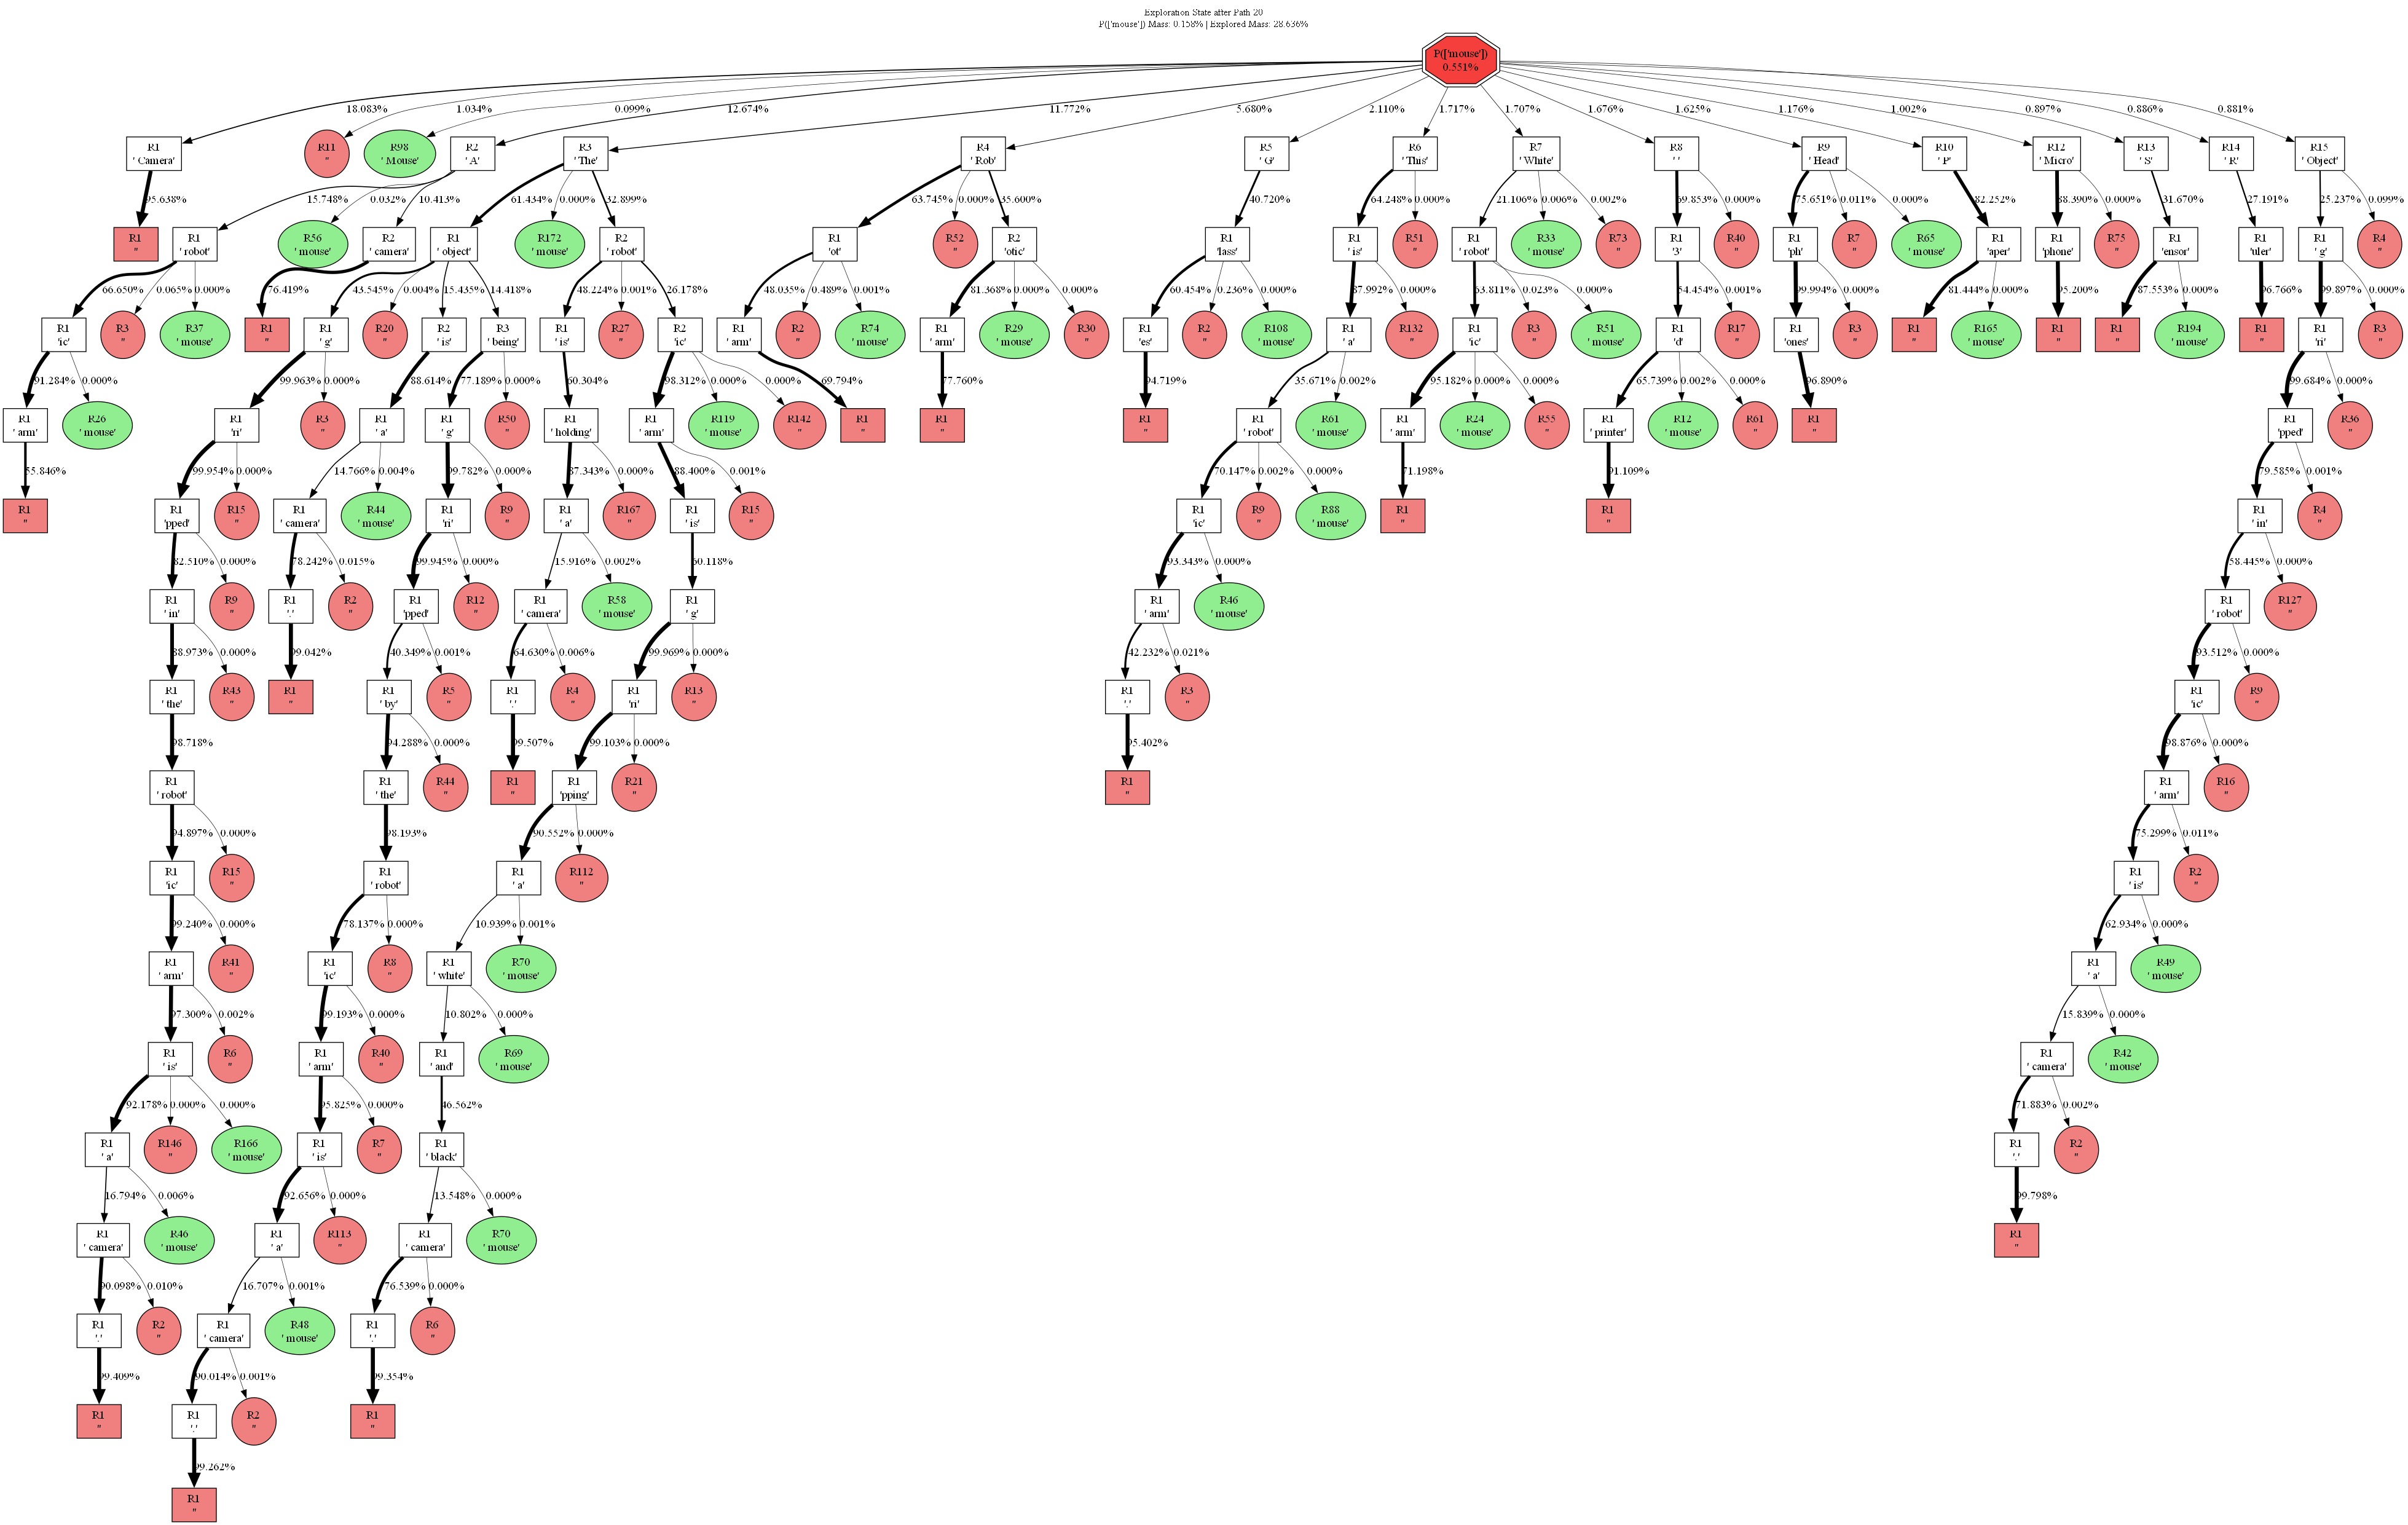 Exploration State after Path 20
P(['mouse']) Mass: 0.158% | Explored Mass: 28.636%
P(['mouse'])
0.551%
18.083% 1.034% 0.099% 12.674% 11.772% 5.680% 2.110% 1.717% 1.707% 1.676% 1.625% 1.176% 1.002% 0.897% 0.886% 0.881%
R1 R11 R98 R2 R3 R4 R5 R6 R7 R8 R9 R10 R12 R13 R14 R15
' Camera' '' ' Mouse' ' A' ' The' ' Rob' ' G' ' This' ' White' ' ' ' Head' ' P' ' Micro' ' S' ' R' ' Object'
95.638% 15.748% 0.032% 10.413% 61.434% 0.000% 32.899% 63.745% 0.000% 35.600% 40.720% 64.248% 0.000% 21.106% 0.006% 0.002% 59.853% 0.000% 75.651% 0.011% 0.000% 82.252% 88.390% 0.000% 31.670% 27.191% 25.237% 0.099%
R1 R1 R56 R2 R1 R172 R2 R1 R52 R2 R1 R1 R51 R1 R33 R73 R1 R40 R1 R7 R65 R1 R1 R75 R1 R1 R1 R4
'' ' robot' ' mouse' ' camera' ' object' ' mouse' ' robot' 'ot' '' 'otic' 'lass' ' is' '' ' robot' ' mouse' '' '3' '' 'ph' '' ' mouse' 'aper' 'phone' '' 'ensor' 'uler' ' g' ''
66.650% 0.065% 0.000% 76.419% 43.545% 0.004% 15.435% 14.418% 48.224% 0.001% 26.178% 48.035% 0.489% 0.001% 81.368% 0.000% 0.000% 60.454% 0.236% 0.000% 87.992% 0.000% 53.811% 0.023% 0.000% 54.454% 0.001% 99.994% 0.000% 81.444% 0.000% 95.200% 87.553% 0.000% 96.766% 99.897% 0.000%
R1 R3 R37 R1 R1 R20 R2 R3 R1 R27 R2 R1 R2 R74 R1 R29 R30 R1 R2 R108 R1 R132 R1 R3 R51 R1 R17 R1 R3 R1 R165 R1 R1 R194 R1 R1 R3
'ic' '' ' mouse' '' ' g' '' ' is' ' being' ' is' '' 'ic' ' arm' '' ' mouse' ' arm' ' mouse' '' 'es' '' ' mouse' ' a' '' 'ic' '' ' mouse' 'd' '' 'ones' '' '' ' mouse' '' '' ' mouse' '' 'ri' ''
91.284% 0.000% 99.963% 0.000% 88.614% 77.189% 0.000% 60.304% 98.312% 0.000% 0.000% 69.794% 77.760% 94.719% 35.671% 0.002% 95.182% 0.000% 0.000% 65.739% 0.002% 0.000% 96.890% 99.684% 0.000%
R1 R26 R1 R3 R1 R1 R50 R1 R1 R119 R142 R1 R1 R1 R1 R61 R1 R24 R55 R1 R12 R61 R1 R1 R36
' arm' ' mouse' 'ri' '' ' a' ' g' '' ' holding' ' arm' ' mouse' '' '' '' '' ' robot' ' mouse' ' arm' ' mouse' '' ' printer' ' mouse' '' '' 'pped' ''
55.846% 99.954% 0.000% 14.766% 0.004% 99.782% 0.000% 87.343% 0.000% 88.400% 0.001% 70.147% 0.002% 0.000% 71.198% 91.109% 79.585% 0.001%
R1 R1 R15 R1 R44 R1 R9 R1 R167 R1 R15 R1 R9 R88 R1 R1 R1 R4
'' 'pped' '' ' camera' ' mouse' 'ri' '' ' a' '' ' is' '' 'ic' '' ' mouse' '' '' ' in' ''
82.510% 0.000% 78.242% 0.015% 99.945% 0.000% 15.916% 0.002% 60.118% 93.343% 0.000% 58.445% 0.000%
R1 R9 R1 R2 R1 R12 R1 R58 R1 R1 R46 R1 R127
' in' '' '.' '' 'pped' '' ' camera' ' mouse' ' g' ' arm' ' mouse' ' robot' ''
88.973% 0.000% 99.042% 40.349% 0.001% 64.630% 0.006% 99.969% 0.000% 42.232% 0.021% 93.512% 0.000%
R1 R43 R1 R1 R5 R1 R4 R1 R13 R1 R3 R1 R9
' the' '' '' ' by' '' '.' '' 'ri' '' '.' '' 'ic' ''
98.718% 94.288% 0.000% 99.507% 99.103% 0.000% 95.402% 98.876% 0.000%
R1 R1 R44 R1 R1 R21 R1 R1 R16
' robot' ' the' '' '' 'pping' '' '' ' arm' ''
94.897% 0.000% 98.193% 90.552% 0.000% 75.299% 0.011%
R1 R15 R1 R1 R112 R1 R2
'ic' '' ' robot' ' a' '' ' is' ''
99.240% 0.000% 78.137% 0.000% 10.939% 0.001% 62.934% 0.000%
R1 R41 R1 R8 R1 R70 R1 R49
' arm' '' 'ic' '' ' white' ' mouse' ' a' ' mouse'
97.300% 0.002% 99.193% 0.000% 10.802% 0.000% 15.839% 0.000%
R1 R6 R1 R40 R1 R69 R1 R42
' is' '' ' arm' '' ' and' ' mouse' ' camera' ' mouse'
92.178% 0.000% 0.000% 95.825% 0.000% 46.562% 71.883% 0.002%
R1 R146 R166 R1 R7 R1 R1 R2
' a' '' ' mouse' ' is' '' ' black' '.' ''
16.794% 0.006% 92.656% 0.000% 13.548% 0.000% 99.798%
R1 R46 R1 R113 R1 R70 R1
' camera' ' mouse' ' a' '' ' camera' ' mouse' ''
90.098% 0.010% 16.707% 0.001% 76.539% 0.000%
R1 R2 R1 R48 R1 R6
'.' '' ' camera' ' mouse' '.' ''
99.409% 90.014% 0.001% 99.354%
R1 R1 R2 R1
'' '.' '' ''
99.262%
R1
''